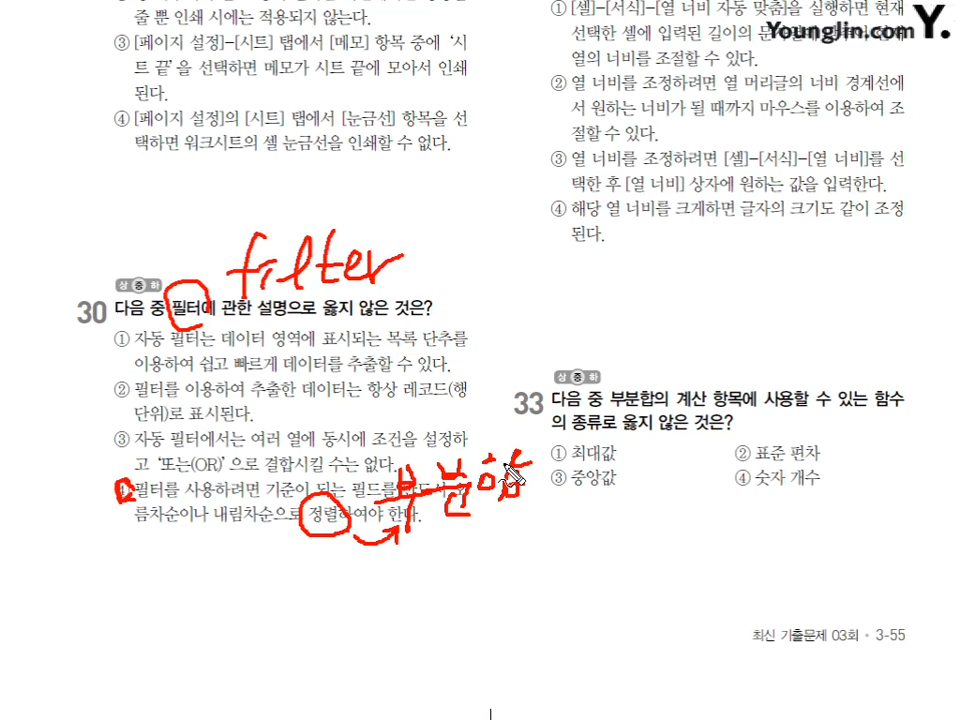 줄 뿐 인쇄 시에는 적용되지 않는다.
③ [페이지 설정]-[시트] 탭에서 [메모] 항목 중에 ‘시
트 끝’을 선택하면 메모가 시트 끝에 모아서 인쇄
된다.
④ [페이지 설정]의 [시트] 탭에서 [눈금선] 항목을 선
택하면 워크시트의 셀 눈금선을 인쇄할 수 없다.
filter
상 중 하
30 다음 중 필터에 관한 설명으로 옳지 않은 것은?
① 자동 필터는 데이터 영역에 표시되는 목록 단추를
이용하여 쉽고 빠르게 데이터를 추출할 수 있다.
② 필터를 이용하여 추출한 데이터는 항상 레코드(행
단위)로 표시된다.
③ 자동 필터에서는 여러 열에 동시에 조건을 설정하
고 ‘또는(OR)’으로 결합시킬 수는 없다.
필터를 사용하려면 기준이 되는 필드를
름차순이나 내림차순으로 정렬하여야 한다.
부분합
① [셀]-[서식]-[열 너비 자동 맞춤]을 실행하면 현재
선택한 셀에 입력된 길이의
열의 너비를 조절할 수 있다.
② 열 너비를 조정하려면 열 머리글의 너비 경계선에
서 원하는 너비가 될 때까지 마우스를 이용하여 조
절할 수 있다.
③ 열 너비를 조정하려면 [셀]-[서식]-[열 너비]를 선
택한 후 [열 너비] 상자에 원하는 값을 입력한다.
④ 해당 열 너비를 크게하면 글자의 크기도 같이 조정
된다.
상 중 하
33 다음 중 부분합의 계산 항목에 사용할 수 있는 함수
의 종류로 옳지 않은 것은?
① 최대값 ② 표준 편차
③ 중앙값 ④ 숫자 개수
최신 기출문제 03회 • 3-55
Younglin.com Y.